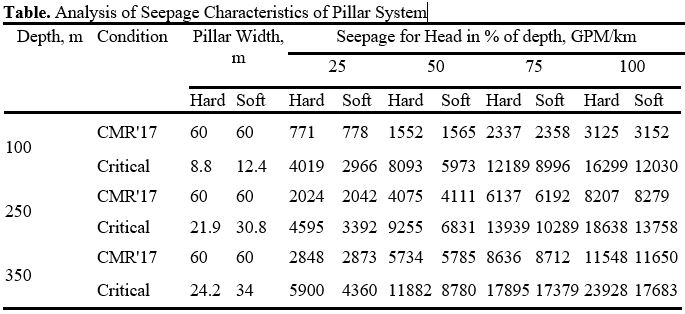 Table. Analysis of Seepage Characteristics of Pillar System
Depth, m Condition Pillar Width, m Seepage for Head in % of depth, GPM/km
25 50 75 100
Hard Soft Hard Soft Hard Soft Hard Soft Hard Soft
100 CMR'17 60 60 771 778 1552 1565 2337 2358 3125 3152
Critical 8.8 12.4 4019 2966 8093 5973 12189 8996 16299 12030
250 CMR'17 60 60 2024 2042 4075 4111 6137 6192 8207 8279
Critical 21.9 30.8 4595 3392 9255 6831 13939 10289 18638 13758
350 CMR'17 60 60 2848 2873 5734 5785 8636 8712 11548 11650
Critical 24.2 34 5900 4360 11882 8780 17895 17379 23928 17683